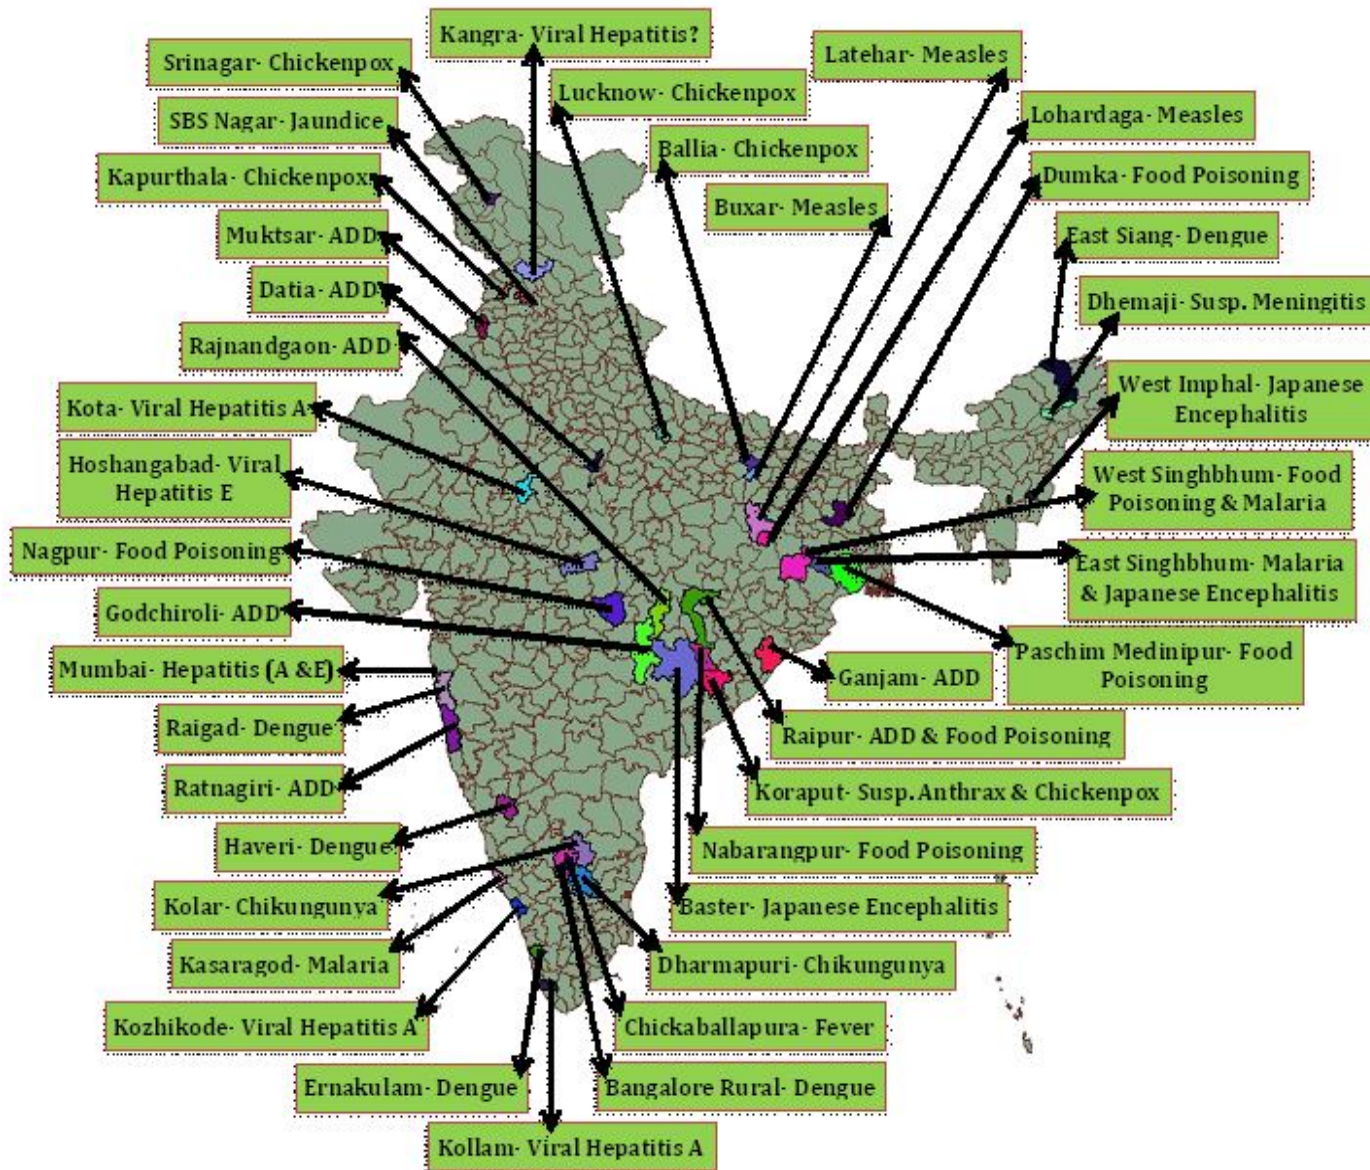 Kangra- Viral Hepatitis?
Srinagar- Chickenpox
Latehar- Measles
Lucknow- Chickenpox
SBS Nagar- Jaundice
Lohardaga- Measles
Ballia- Chickenpox
Kapurthala- Chickenpox
Dumka- Food Poisoning
Buxar- Measles
Muktsar- ADD
East Siang- Dengue
Datia- ADD
Dhemaji- Susp. Meningitis
Rajnandgaon- ADD
West Imphal- Japanese
Encephalitis
Kota- Viral Hepatitis A
Hoshangabad- Viral
Hepatitis E
West Singhbhum- Food
Poisoning & Malaria
Nagpur- Food Poisoning
East Singhbhum- Malaria
& Japanese Encephalitis
Godchiroli- ADD
Mumbai- Hepatitis (A &E)
Paschim Medinipur- Food
Poisoning
Ganjam- ADD
Raigad- Dengue
Raipur- ADD & Food Poisoning
Ratnagiri- ADD
Koraput- Susp. Anthrax & Chickenpox
Haveri- Dengue
Nabarangpur- Food Poisoning
Kolar- Chikungunya
Baster- Japanese Encephalitis
Kasaragod- Malaria
Dharmapuri- Chikungunya
Kozhikode- Viral Hepatitis A
Chickaballapura- Fever
Ernakulam- Dengue
Bangalore Rural- Dengue
Kollam- Viral Hepatitis A